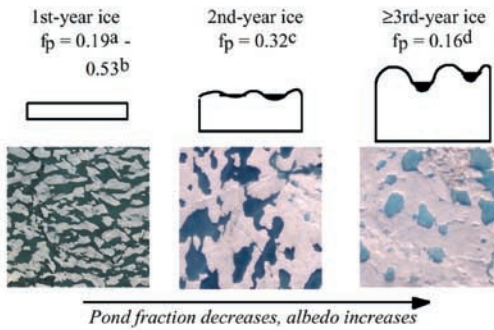 1st-year ice
fp = 0.19a -
0.53b
2nd-year ice
fp = 0.32c
≥3rd-year ice
fp = 0.16d
Pond fraction decreases, albedo increases